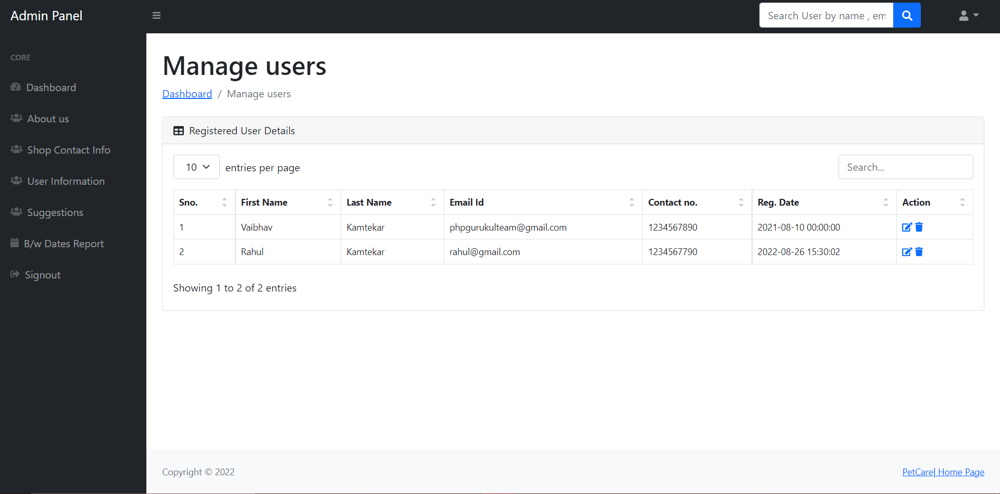 Admin Panel
Search User by name , em
CORE
Dashboard
About us
Shop Contact Info
User Information
Suggestions
B/w Dates Report
Signout
Manage users
Dashboard / Manage users
Registered User Details
10 entries per page
Search...
Sno. First Name Last Name Email Id Contact no. Reg. Date Action
1 Vaibhav Kamtekar phpgurukulteam@gmail.com 1234567890 2021-08-10 00:00:00
2 Rahul Kamtekar rahul@gmail.com 1234567790 2022-08-26 15:30:02
Showing 1 to 2 of 2 entries
Copyright © 2022
PetCare| Home Page